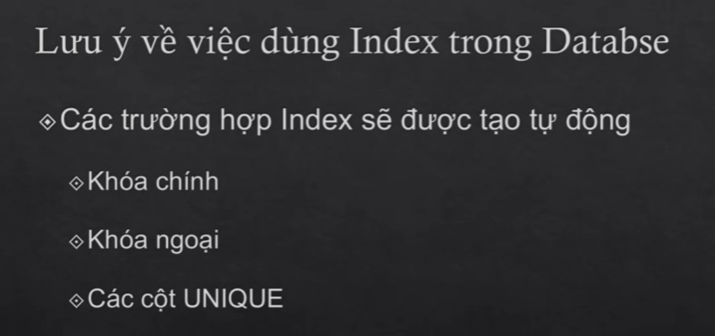 Lưu ý về việc dùng Index trong Databse
Các trường hợp Index sẽ được tạo tự động
Khóa chính
Khóa ngoại
Các cột UNIQUE